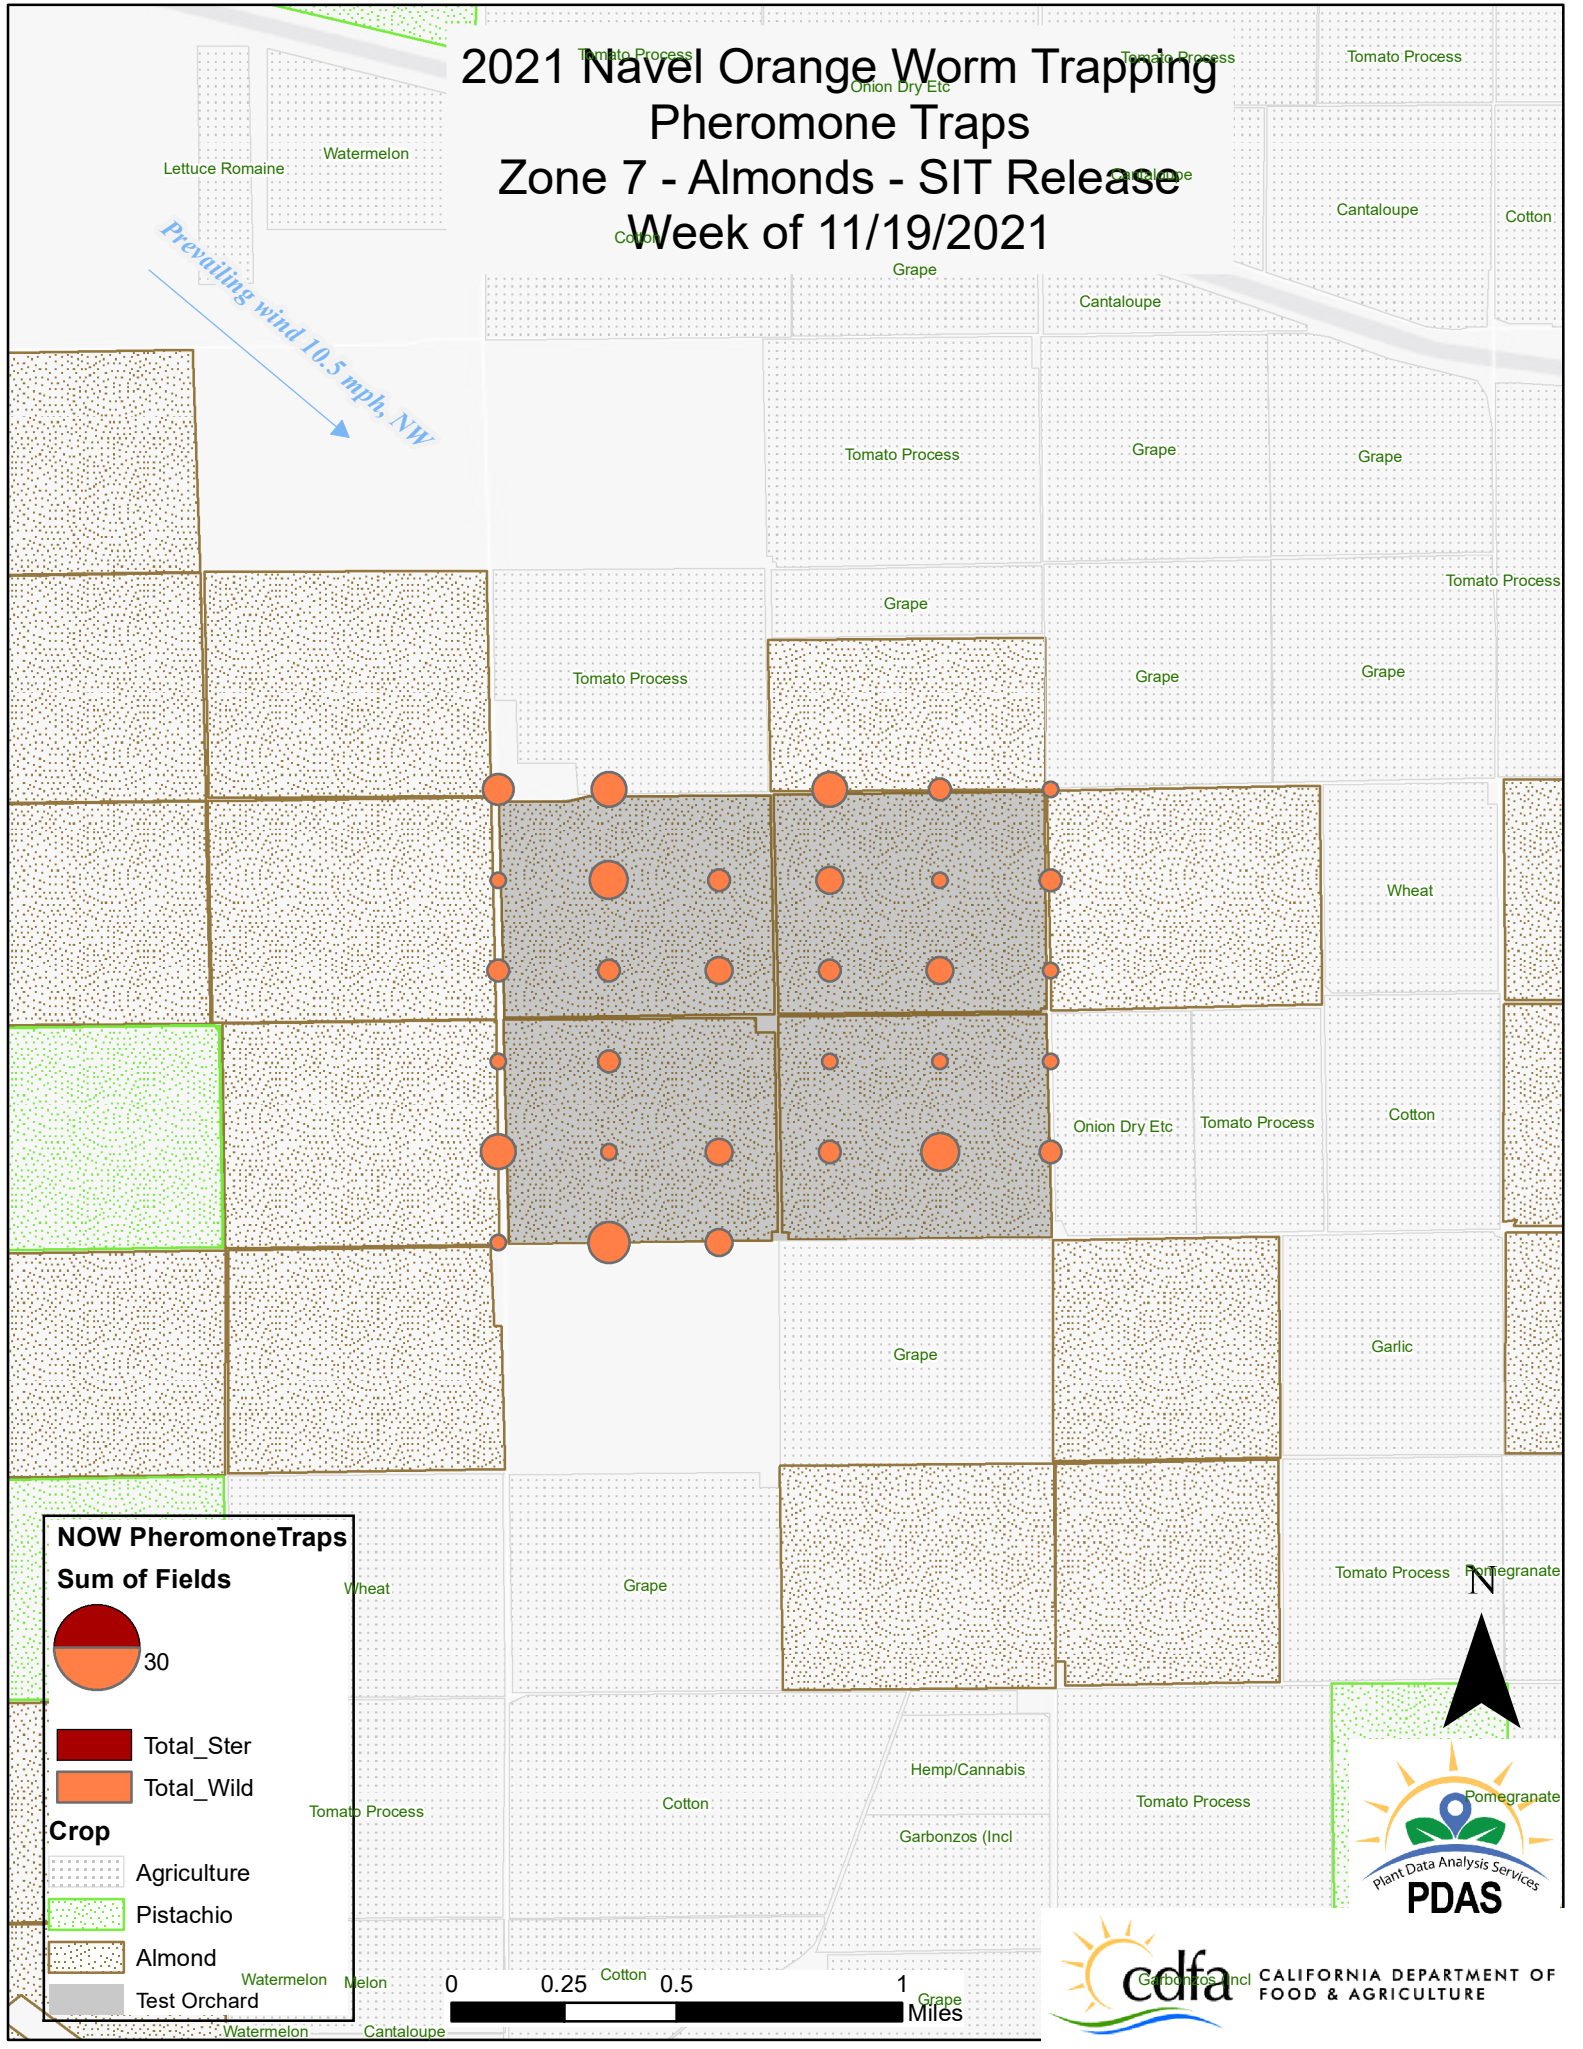 Tomato Process
Tomato Process
Tomato Process
2021 Navel Orange Worm Trapping
Onion Dry Etc
Pheromone Traps
Watermelon
Lettuce Romaine
Cantaloupe
Zone 7 - Almonds - SIT Release
Cantaloupe
Cotton
Cotton
Week of 11/19/2021
Grape
Cantaloupe
Prevailing wind 10.5 mph, NW
Tomato Process
Grape
Grape
Tomato Process
Grape
Tomato Process
Grape
Grape
Wheat
Onion Dry Etc
Tomato Process
Cotton
Grape
Garlic
NOW PheromoneTraps
Sum of Fields
30
Total_Ster
Total_Wild
Crop
Agriculture
Pistachio
Almond
Test Orchard
Wheat
Grape
Tomato Process
Pomegranate
N
Tomato Process
Cotton
Hemp/Cannabis
Garbonzos (Incl
Tomato Process
Pomegranate
Plant Data Analysis Services
PDAS
Watermelon
Melon
Cotton
Grape
Watermelon
Cantaloupe
0 0.25 0.5 1
Miles
Garbonzos (Incl
cdfa
CALIFORNIA DEPARTMENT OF
FOOD & AGRICULTURE